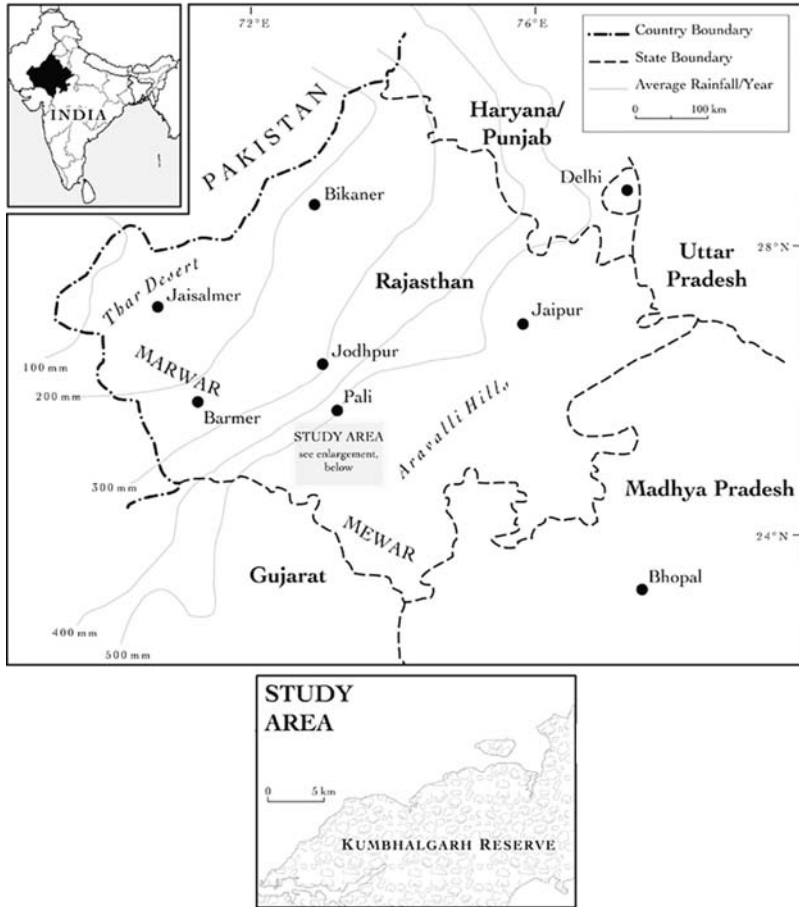 72°E
76°E
Country Boundary
State Boundary
Average Rainfall/Year
0 100 km
INDIA
PAKISTAN
Haryana/
Punjab
Delhi
Bikaner
28°N
Uttar
Pradesh
Thar Desert
Rajasthan
Jaisalmer
Jaipur
Jodhpur
100 mm
MARWAR
200 mm
Pali
Barmer
Aravalli Hills
STUDY AREA
see enlargement,
below
300 mm
Madhya Pradesh
MEWAR
24°N
Gujarat
Bhopal
400 mm
500 mm
STUDY
AREA
0 5 km
KUMBHALGARH RESERVE